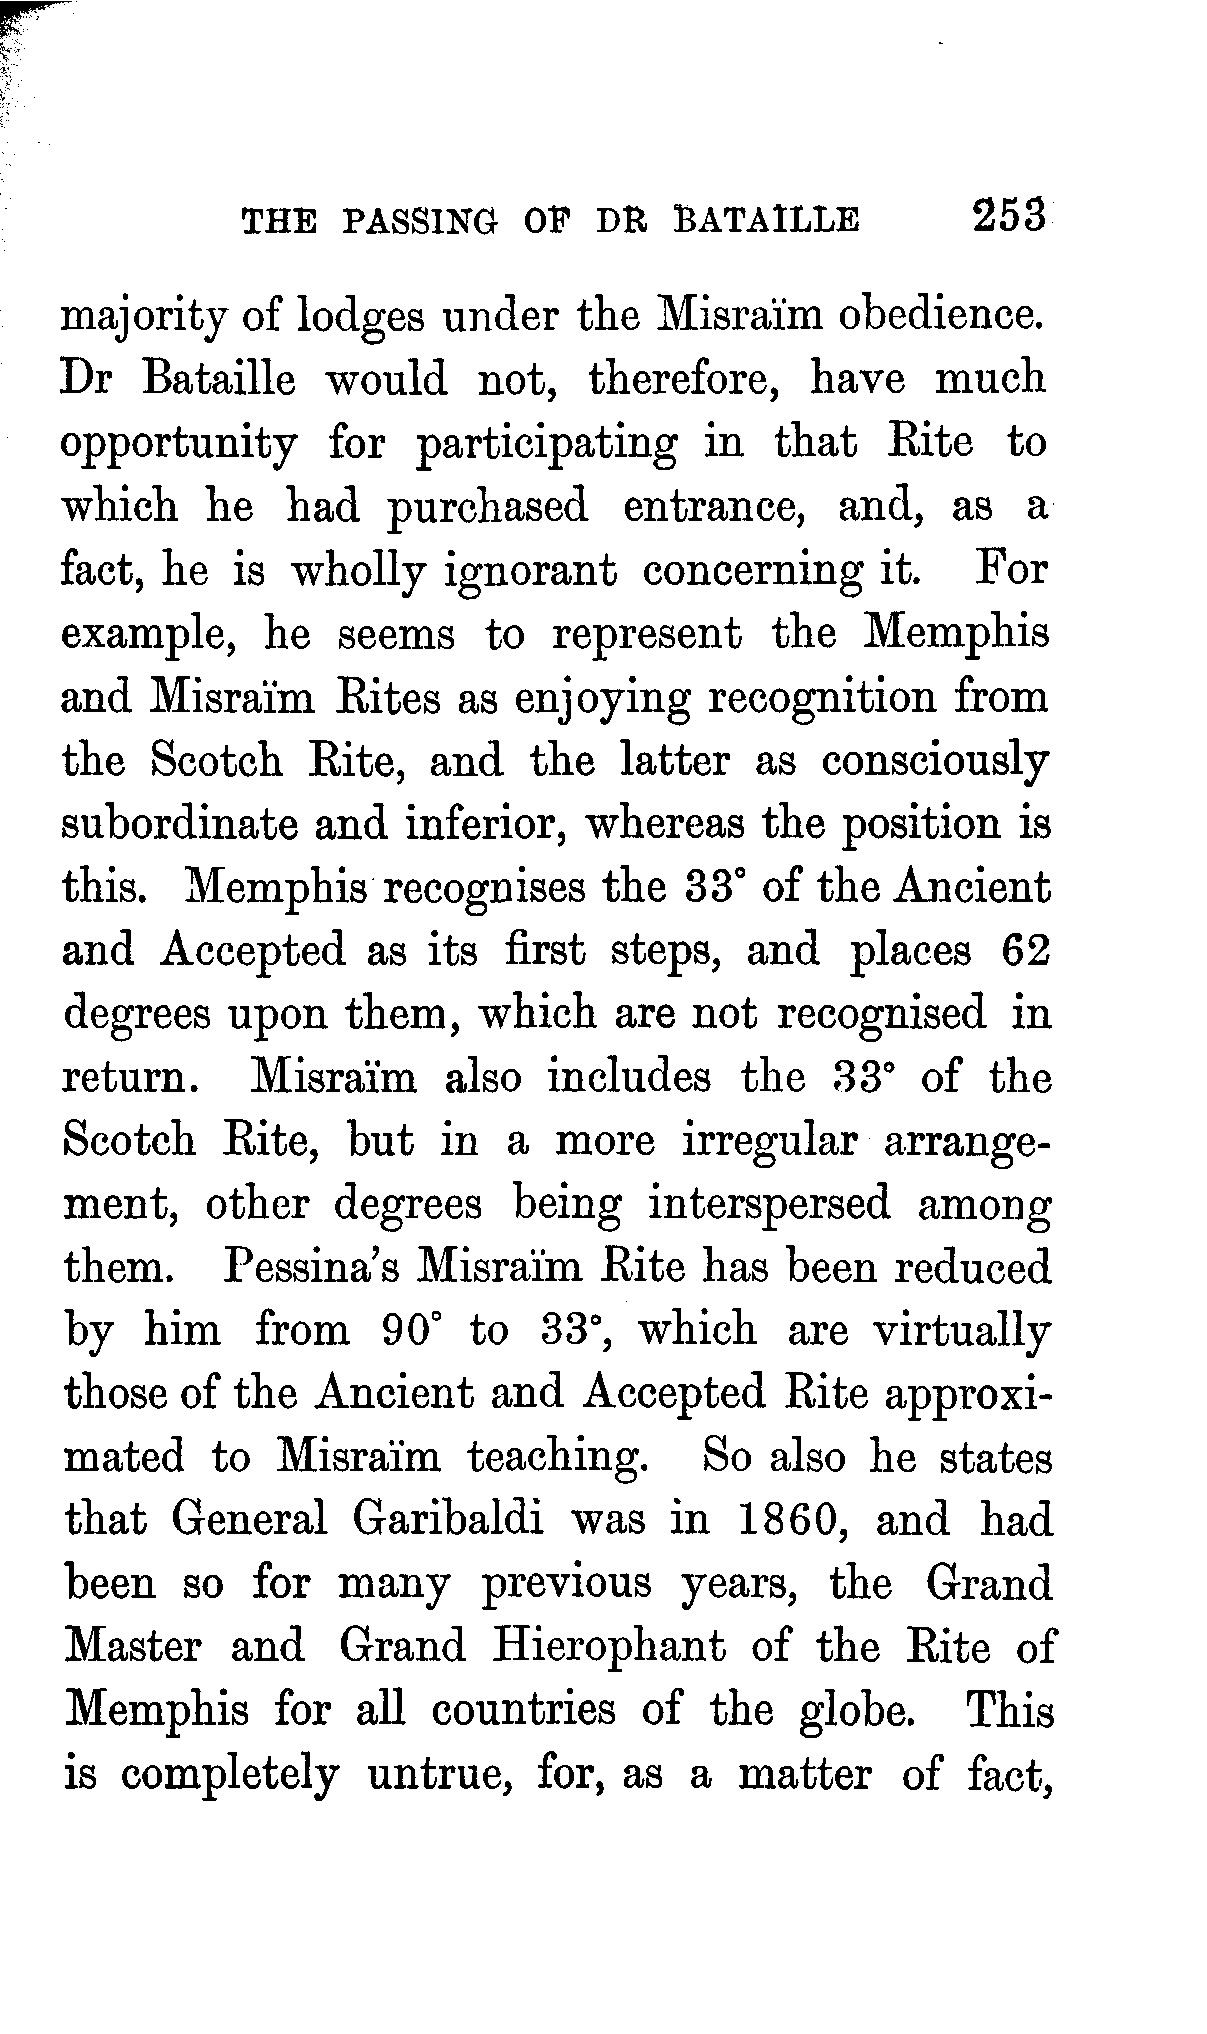 THE PASSING OF DR BATAILLE 253
majority of lodges under the Misraïm obedience.
Dr Bataille would not, therefore, have much
opportunity for participating in that Rite to
which he had purchased entrance, and, as a
fact, he is wholly ignorant concerning it. For
example, he seems to represent the Memphis
and Misraïm Rites as enjoying recognition from
the Scotch Rite, and the latter as consciously
subordinate and inferior, whereas the position is
this. Memphis recognises the 33° of the Ancient
and Accepted as its first steps, and places 62
degrees upon them, which are not recognised in
return. Misraïm also includes the 33° of the
Scotch Rite, but in a more irregular arrange-
ment, other degrees being interspersed among
them. Pessina's Misraïm Rite has been reduced
by him from 90° to 33°, which are virtually
those of the Ancient and Accepted Rite approxi-
mated to Misraïm teaching. So also he states
that General Garibaldi was in 1860, and had
been so for many previous years, the Grand
Master and Grand Hierophant of the Rite of
Memphis for all countries of the globe. This
is completely untrue, for, as a matter of fact,